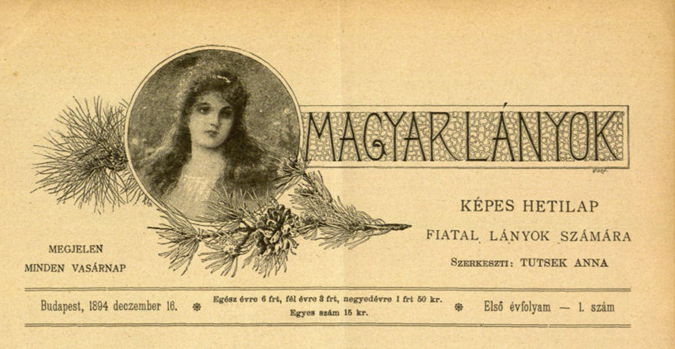 MAGYAR LÁNYOK
KÉPES HETILAP
FIATAL LÁNYOK SZÁMÁRA
SZERKESZTI: TUTSEK ANNA
MEGJELEN
MINDEN VASÁRNAP
Budapest, 1894 deczember 16.
Egész évre 6 frt, fél évre 3 frt, negyedévre 1 frt 50 kr.
Egyes szám 15 kr.
Első évfolyam — 1. szám